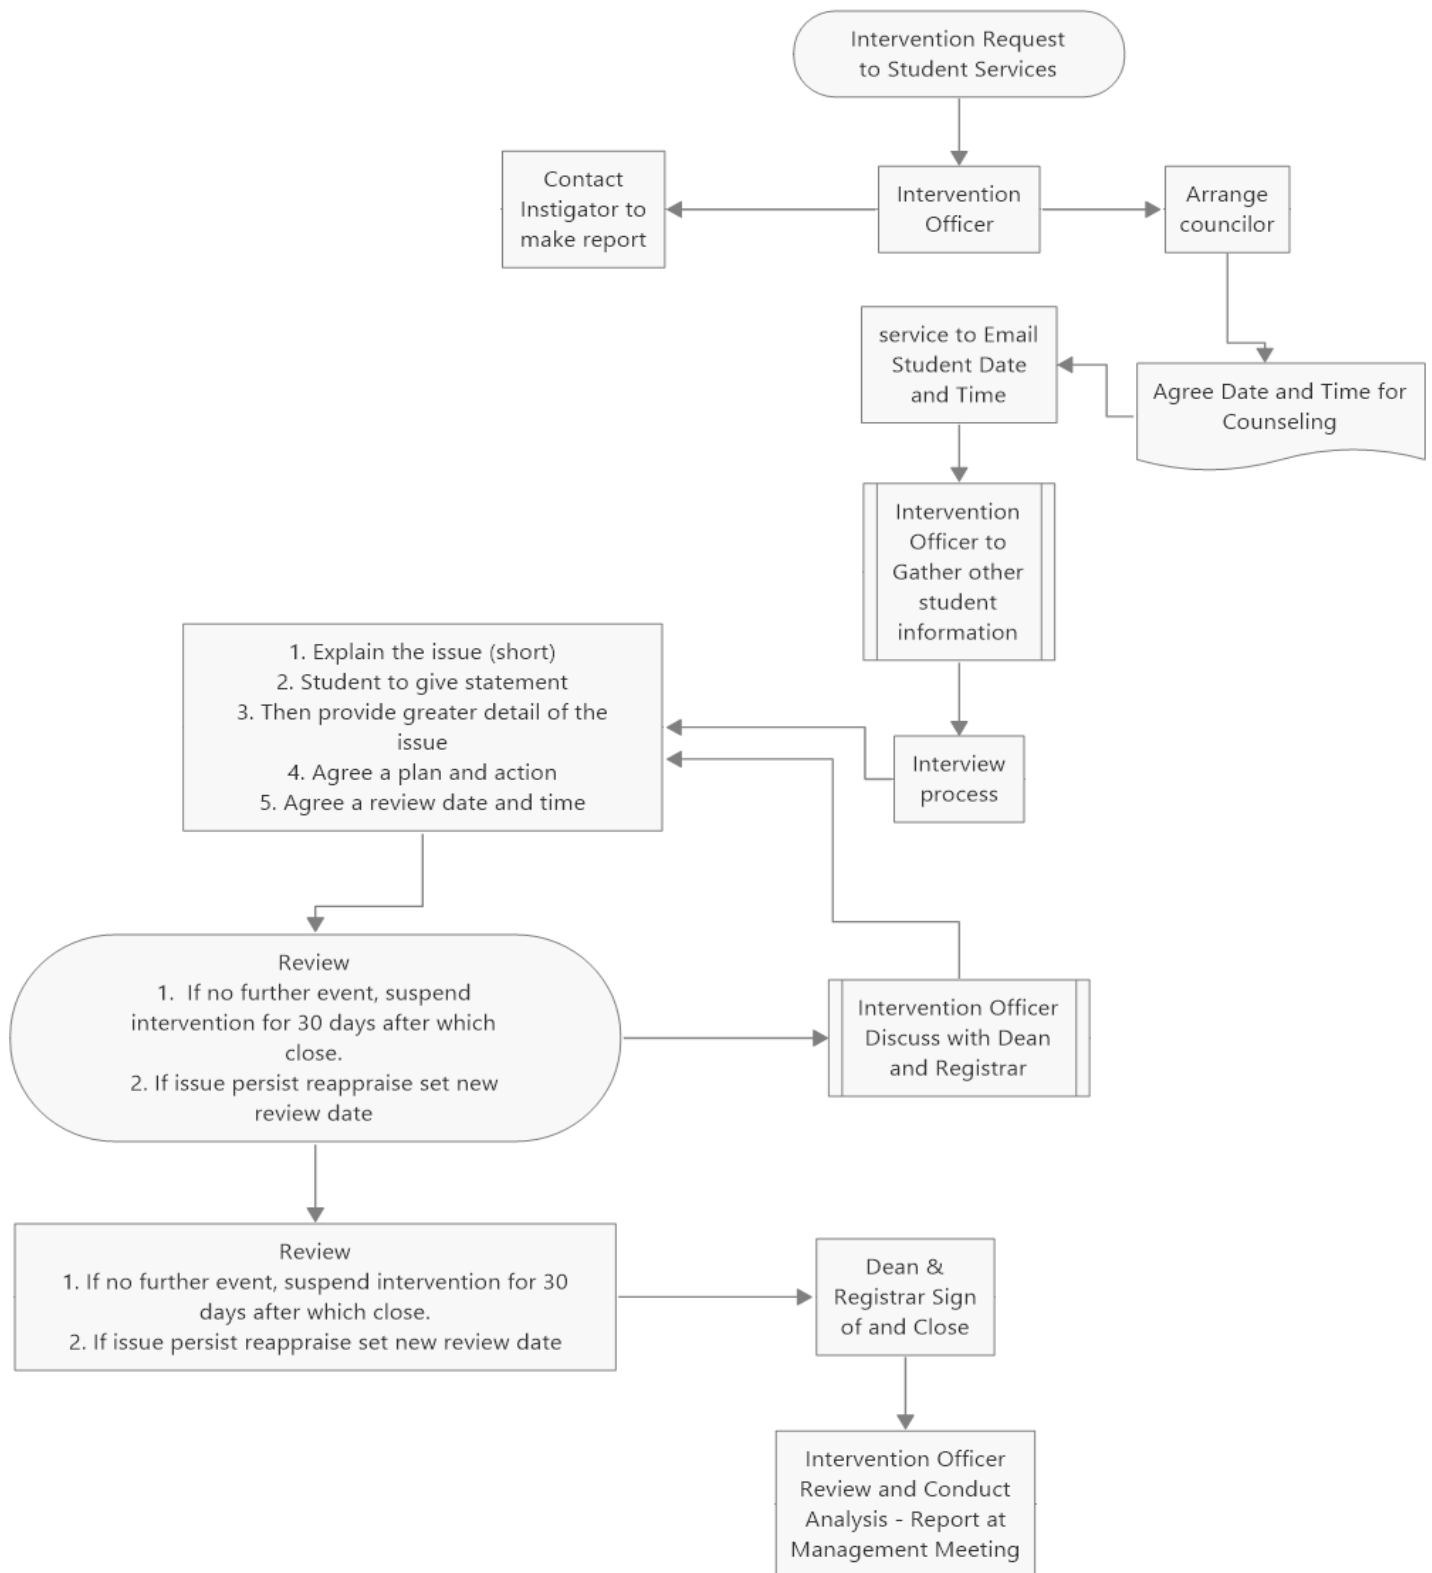 Intervention Request
to Student Services
Contact
Instigator to
make report
Intervention
Officer
Arrange
councilor
service to Email
Student Date
and Time
Agree Date and Time for
Counseling
Intervention
Officer to
Gather other
student
information
1. Explain the issue (short)
2. Student to give statement
3. Then provide greater detail of the
issue
4. Agree a plan and action
5. Agree a review date and time
Interview
process
Review
1. If no further event, suspend
intervention for 30 days after which
close.
2. If issue persist reappraise set new
review date
Intervention Officer
Discuss with Dean
and Registrar
Review
1. If no further event, suspend intervention for 30
days after which close.
2. If issue persist reappraise set new review date
Dean &
Registrar Sign
of and Close
Intervention Officer
Review and Conduct
Analysis - Report at
Management Meeting